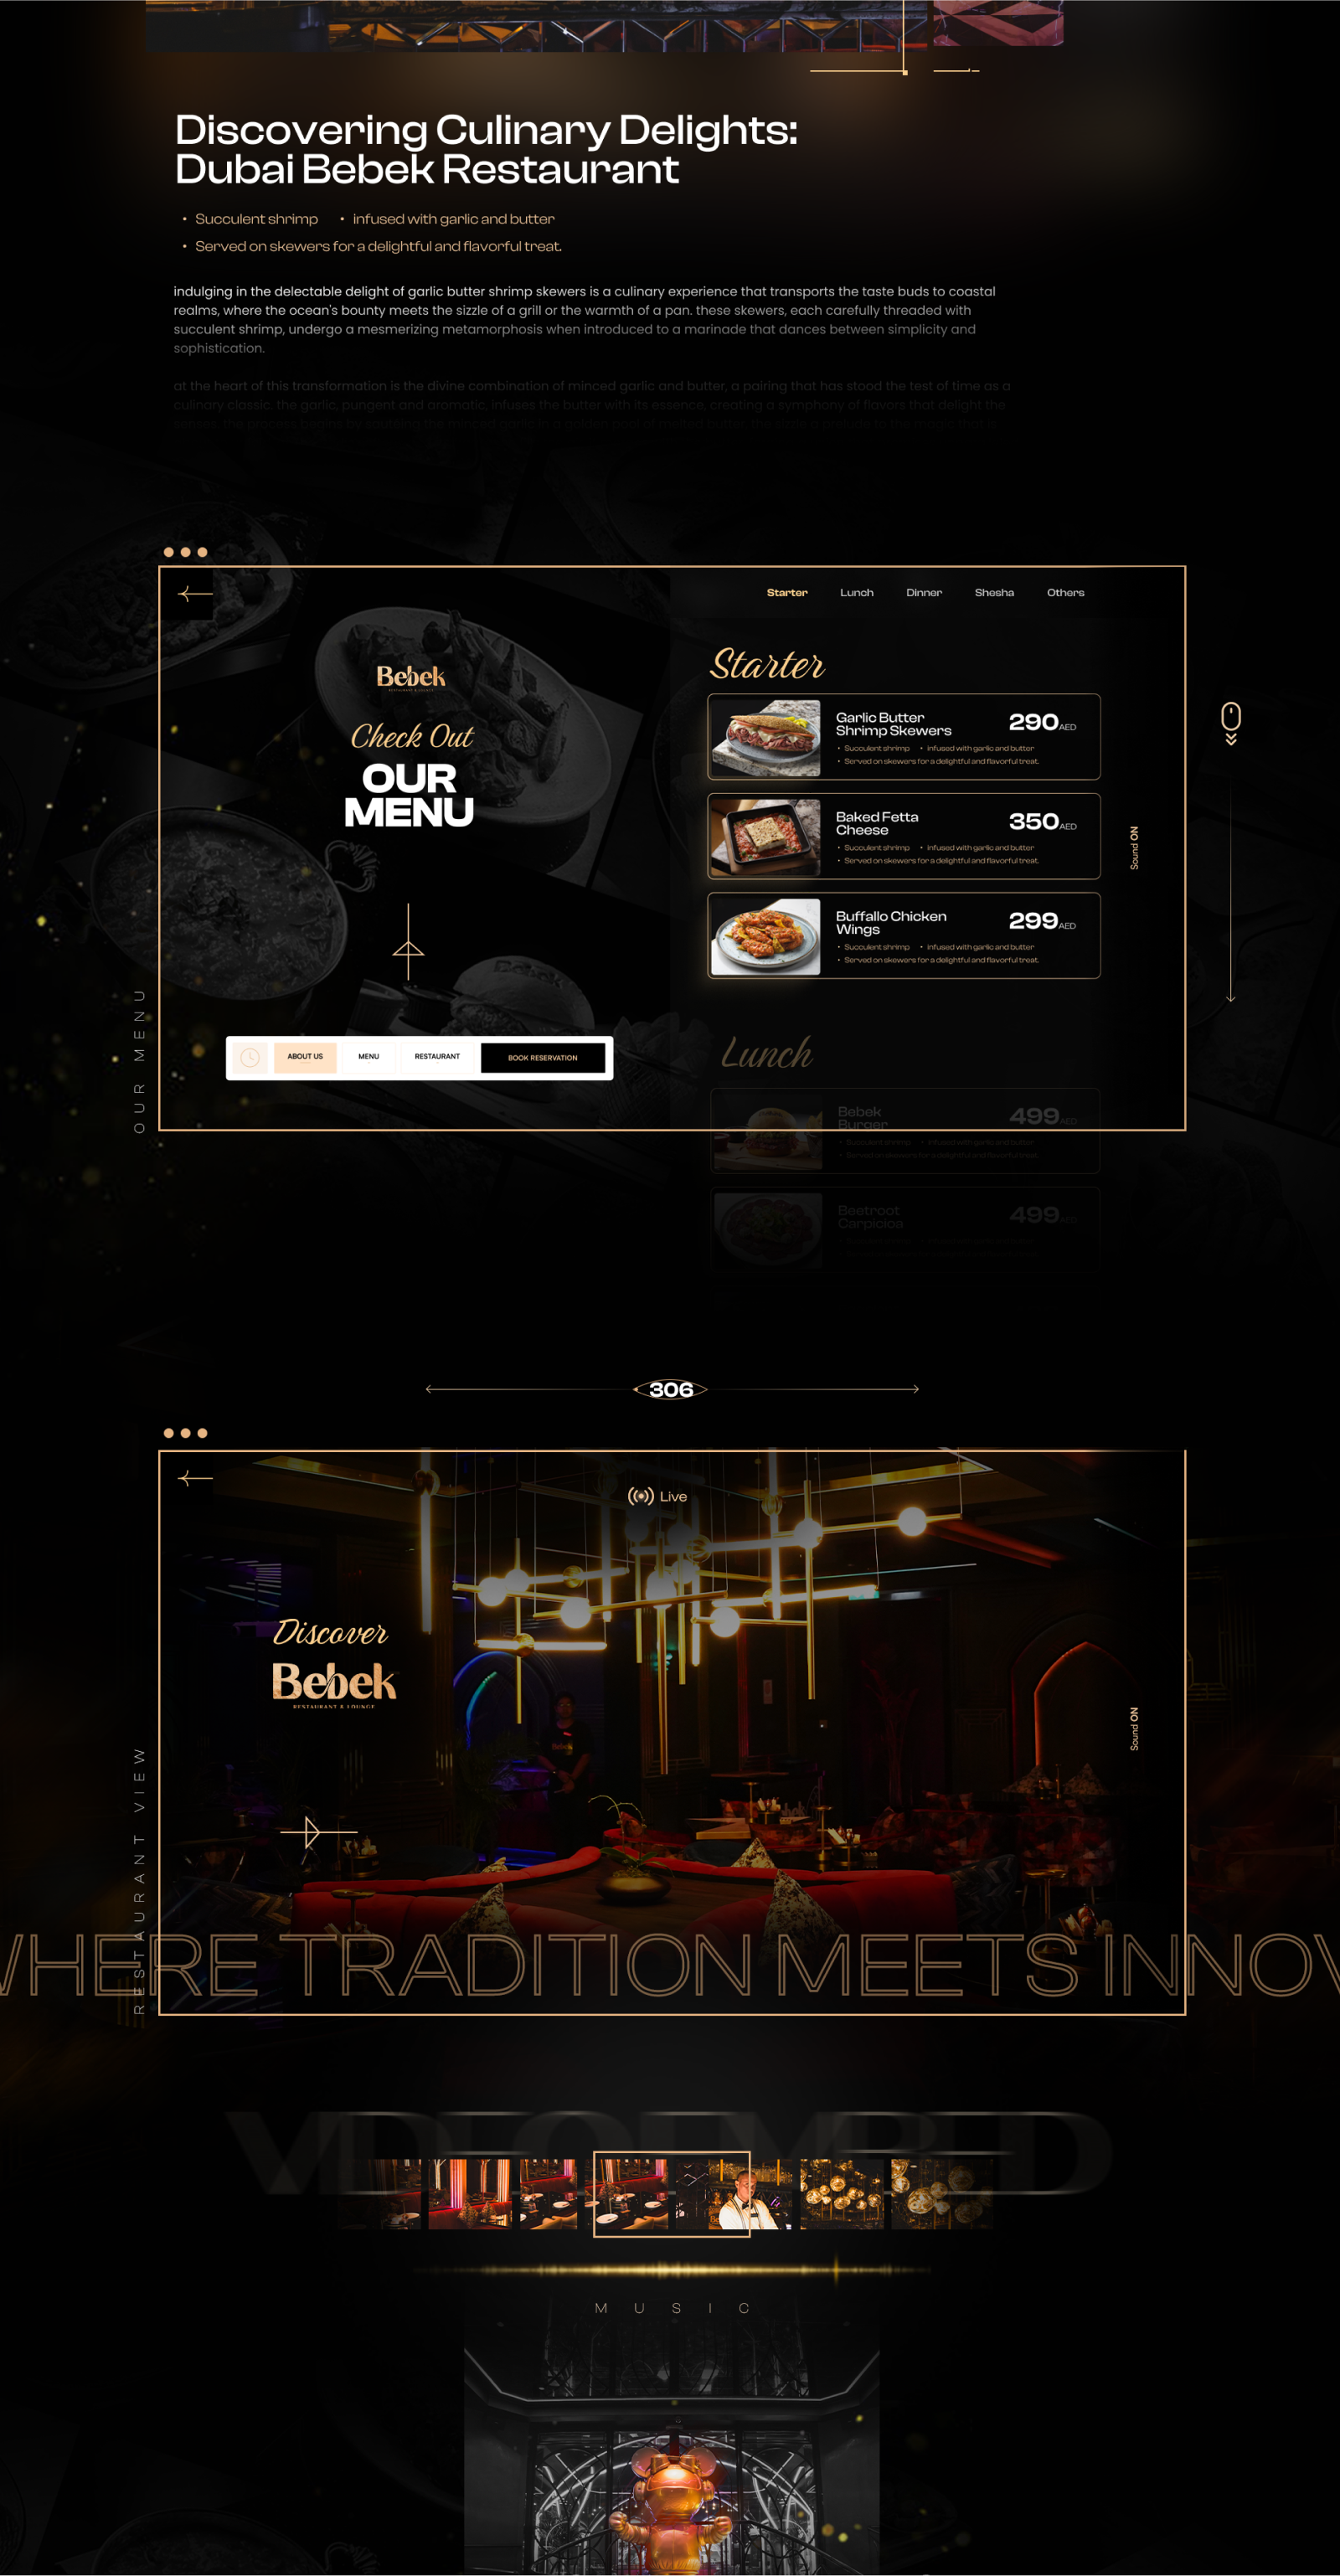 Discovering Culinary Delights:
Dubai Bebek Restaurant
• Succulent shrimp • infused with garlic and butter
• Served on skewers for a delightful and flavorful treat.
indulging in the delectable delight of garlic butter shrimp skewers is a culinary experience that transports the taste buds to coastal
realms, where the ocean's bounty meets the sizzle of a grill or the warmth of a pan. these skewers, each carefully threaded with
succulent shrimp, undergo a mesmerizing metamorphosis when introduced to a marinade that dances between simplicity and
sophistication.
at the heart of this transformation is the divine combination of minced garlic and butter, a pairing that has stood the test of time as a
culinary classic. the garlic, pungent and aromatic, infuses the butter with its essence, creating a symphony of flavors that delight the
OUR MENU
Bebek
RESTAURANT & LOUNGE
Check Out
OUR
MENU
ABOUT US
MENU
RESTAURANT
BOOK RESERVATION
Starter Lunch Dinner Shesha Others
Starter
Garlic Butter
Shrimp Skewers
290 AED
• Succulent shrimp • infused with garlic and butter
• Served on skewers for a delightful and flavorful treat.
Baked Fetta
Cheese
350 AED
• Succulent shrimp • infused with garlic and butter
• Served on skewers for a delightful and flavorful treat.
Buffallo Chicken
Wings
299 AED
• Succulent shrimp • infused with garlic and butter
• Served on skewers for a delightful and flavorful treat.
Sound ON
Lunch
Bebek
Burger
499 AED
• Succulent shrimp • infused with garlic and butter
• Served on skewers for a delightful and flavorful treat.
Beetroot
Carpicioa
499 AED
306
RESTAURANT VIEW
Live
Discover
Bebek
RESTAURANT & LOUNGE
Sound ON
WHERE TRADITION MEETS INNOV
MUSIC